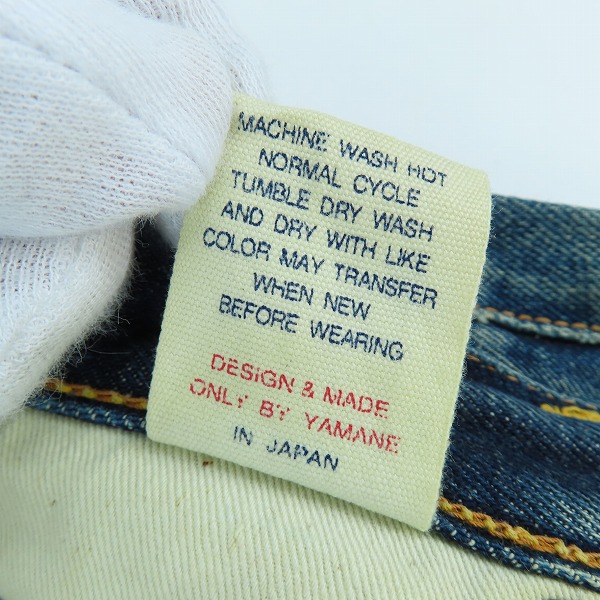 MACHINE WASH HOT
NORMAL CYCLE
TUMBLE DRY WASH
AND DRY WITH LIKE
COLOR MAY TRANSFER
WHEN NEW
BEFORE WEARING
DESIGN & MADE
ONLY BY YAMANE
IN JAPAN